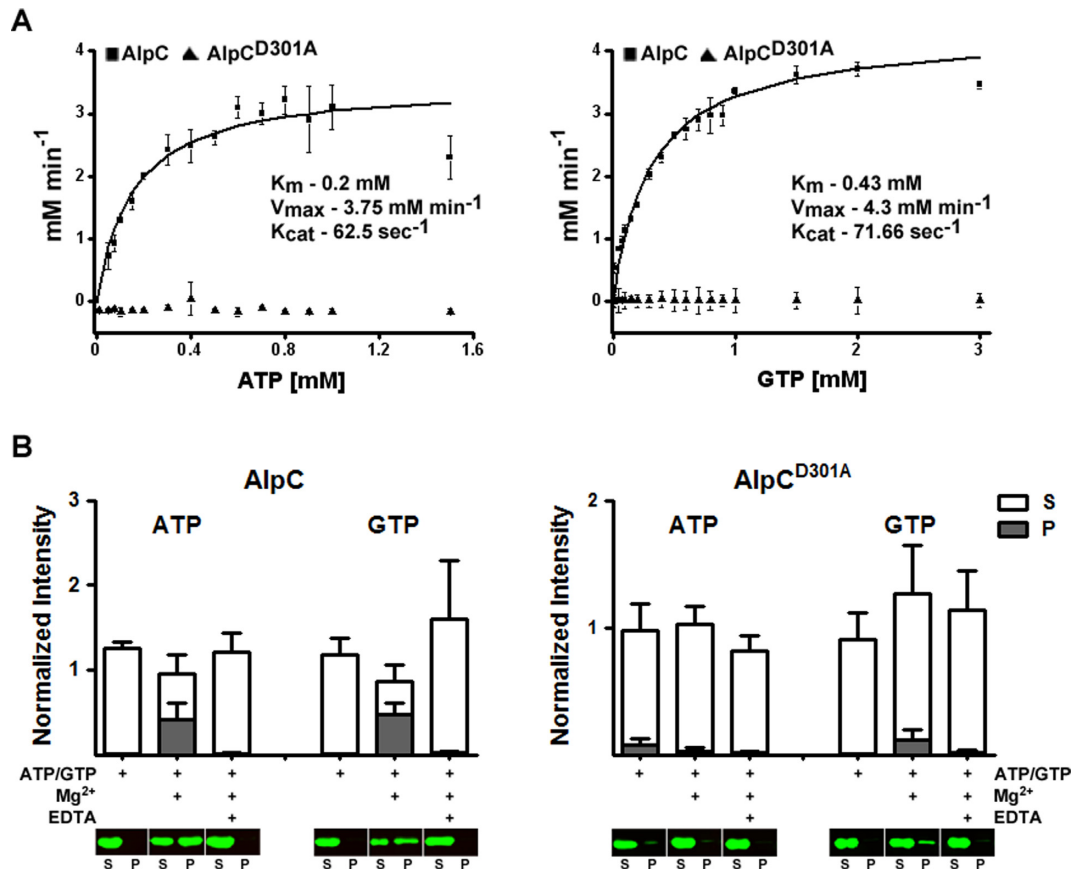 A
■AlpC ▲ AlpC^D301A
4
3
2
1
0
mM min^-1
Km - 0.2 mM
Vmax - 3.75 mM min^-1
Kcat - 62.5 sec^-1
0 0.4 0.8 1.2 1.6
ATP [mM]
■AlpC ▲ AlpC^D301A
4
3
2
1
0
mM min^-1
Km - 0.43 mM
Vmax - 4.3 mM min^-1
Kcat - 71.66 sec^-1
0 1 2 3
GTP [mM]
B
AlpC
ATP GTP
3
2
1
Normalized Intensity
ATP/GTP + + + + + +
Mg2+ + + + +
EDTA + +
S P S P S P S P S P S P
AlpC^D301A
ATP GTP
2
1
Normalized Intensity
S
P
+ + + + + + ATP/GTP
+ + + + Mg2+
+ + EDTA
S P S P S P S P S P S P